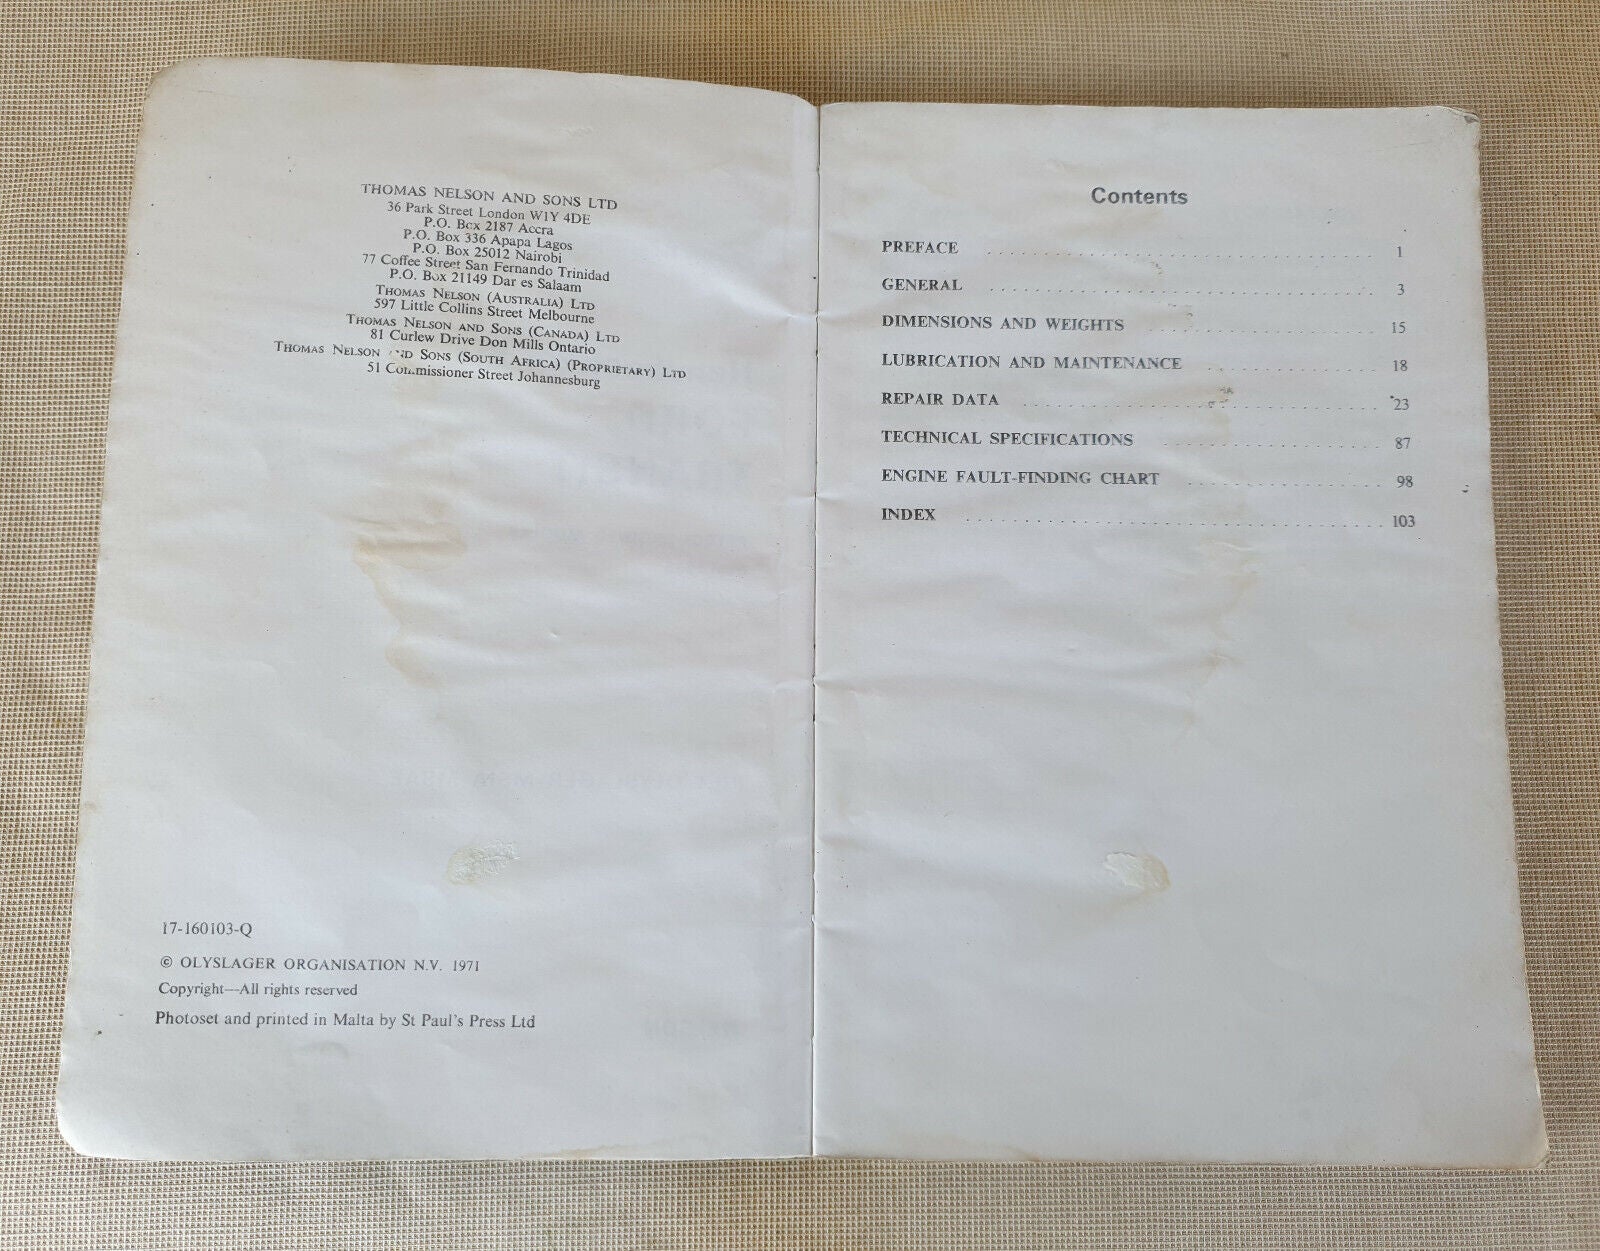 THOMAS NELSON AND SONS LTD
36 Park Street London W1Y 4DE
P.O. Box 2187 Accra
P.O. Box 336 Apapa Lagos
P.O. Box 25012 Nairobi
77 Coffee Street San Fernando Trinidad
P.O. Box 21149 Dar es Salaam
THOMAS NELSON (AUSTRALIA) LTD
597 Little Collins Street Melbourne
THOMAS NELSON AND SONS (CANADA) LTD
81 Curlew Drive Don Mills Ontario
THOMAS NELSON AND SONS (SOUTH AFRICA) (PROPRIETARY) LTD
51 Commissioner Street Johannesburg
17-160103-Q
© OLYSLAGER ORGANISATION N.V. 1971
Copyright—All rights reserved
Photoset and printed in Malta by St Paul's Press Ltd
Contents
PREFACE 1
GENERAL 3
DIMENSIONS AND WEIGHTS 15
LUBRICATION AND MAINTENANCE 18
REPAIR DATA 23
TECHNICAL SPECIFICATIONS 87
ENGINE FAULT-FINDING CHART 98
INDEX 103